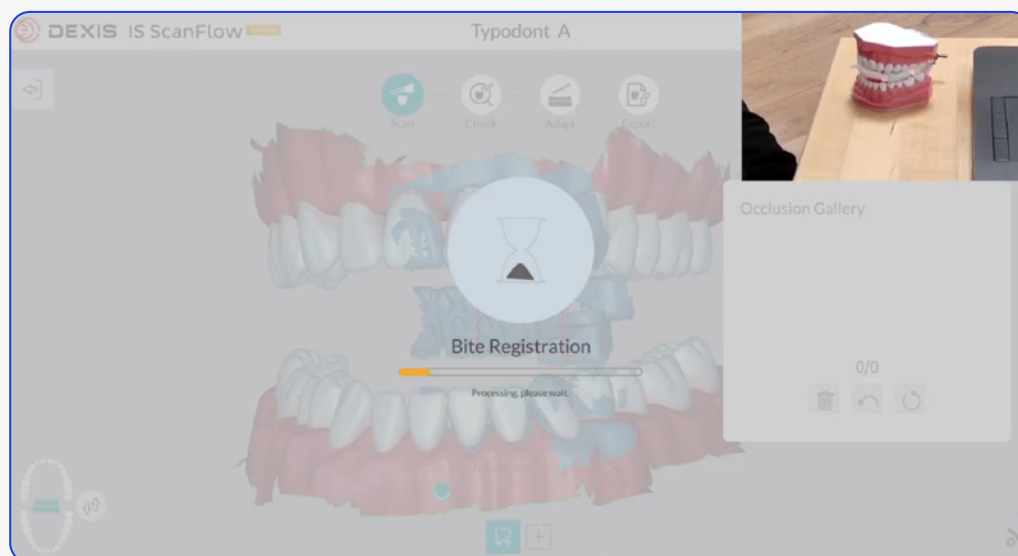 DEXIS IS ScanFlow
Typodont A
Scan
Check
Adapt
Export
Occlusion Gallery
Bite Registration
Processing, please wait.
0/0